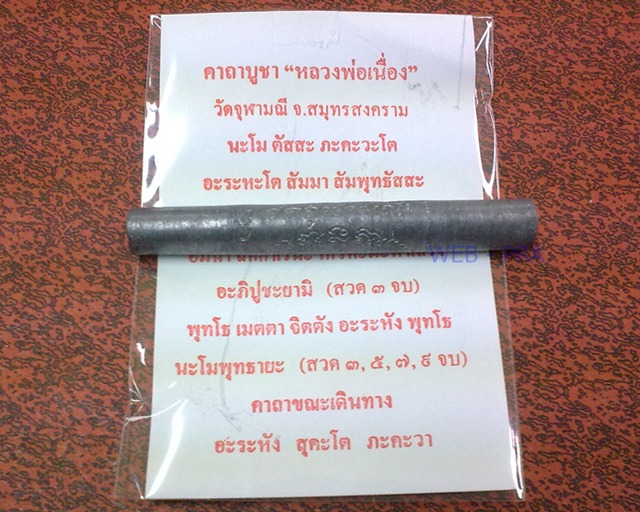 คาถาบูชา “หลวงพ่อเนื่อง”
วัดจุฬามณี จ.สมุทรสงคราม
นะโม ตัสสะ ภะคะวะโต
อะระหะโต สัมมา สัมพุทธัสสะ
WEB
อะภิปูชะยามิ (สวด ๓ จบ)
พุทโธ เมตตา จิตตัง อะระหัง พุทโธ
นะโมพุทธายะ (สวด ๓, ๕, ๗, ๙ จบ)
คาถาขณะเดินทาง
อะระหัง สุคะโต ภะคะวา